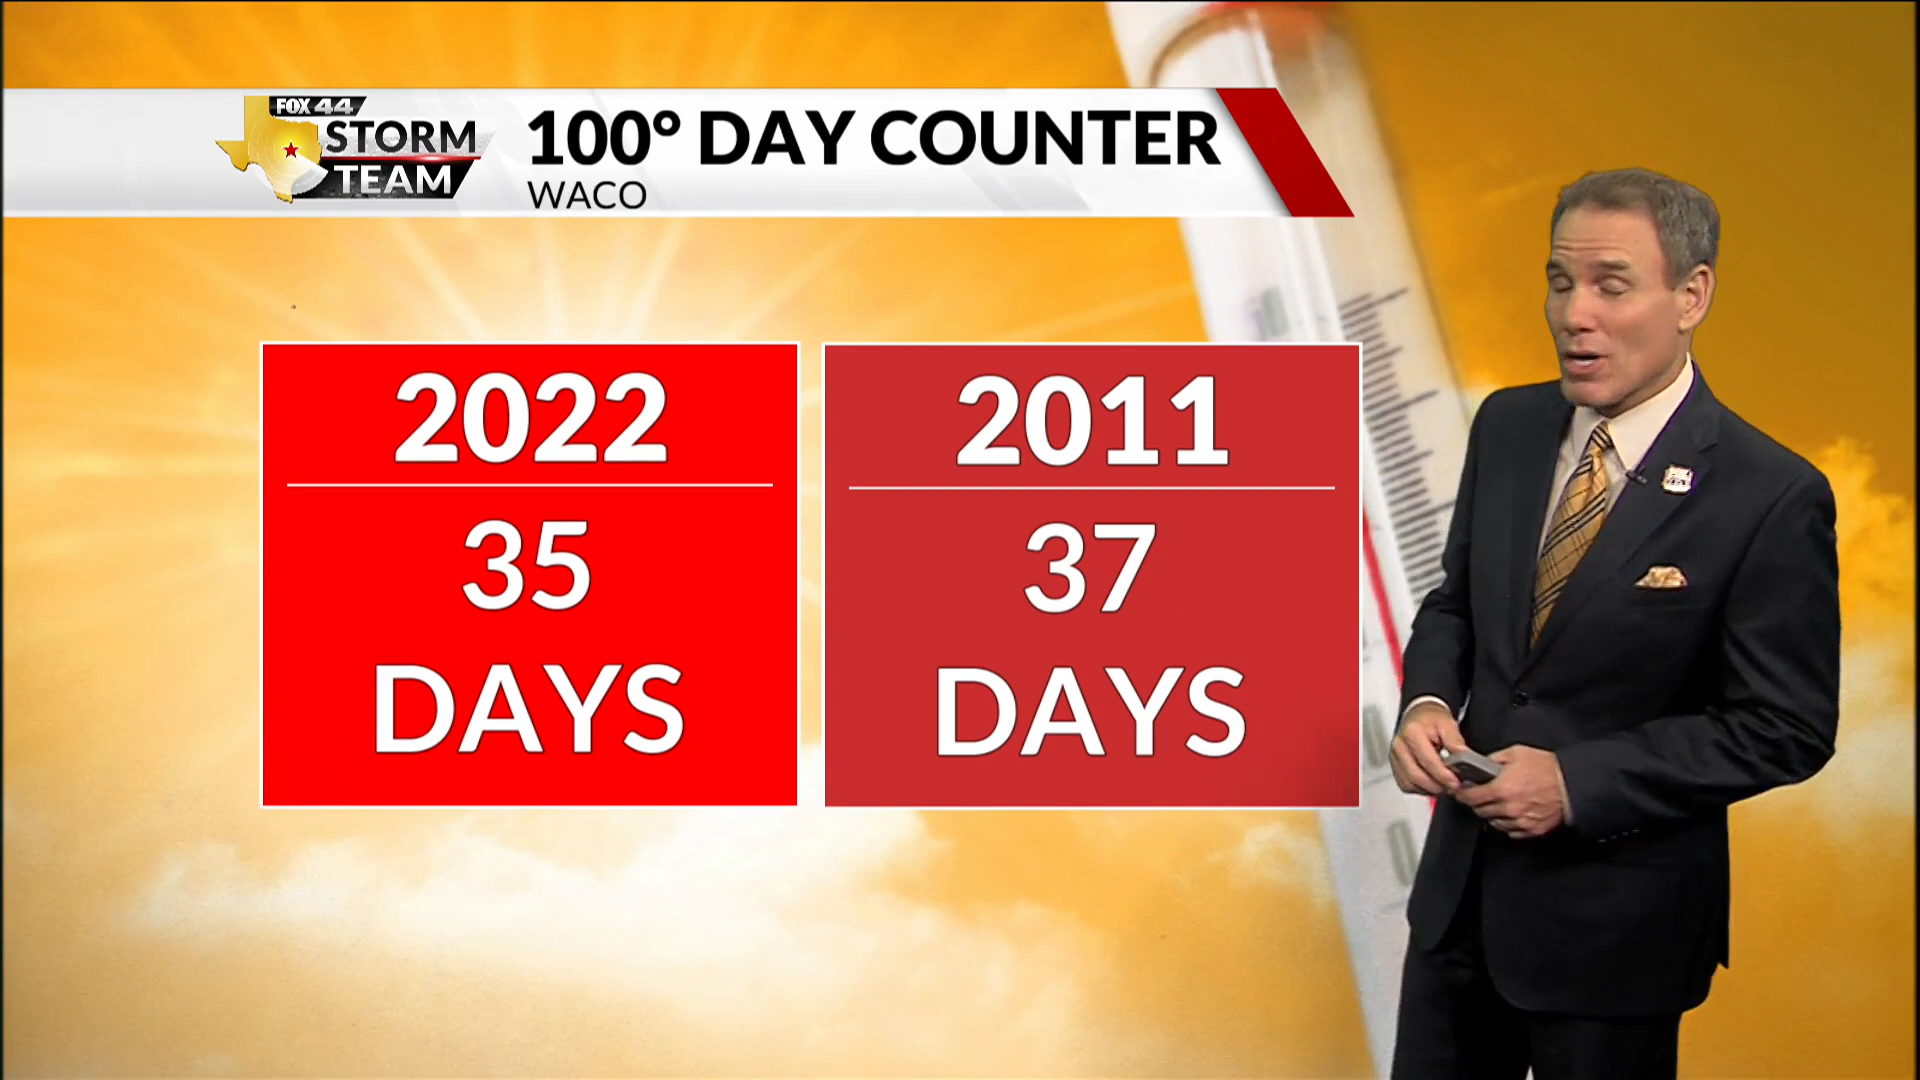 FOX 44
STORM
TEAM
100° DAY COUNTER
WACO
2022
35
DAYS
2011
37
DAYS